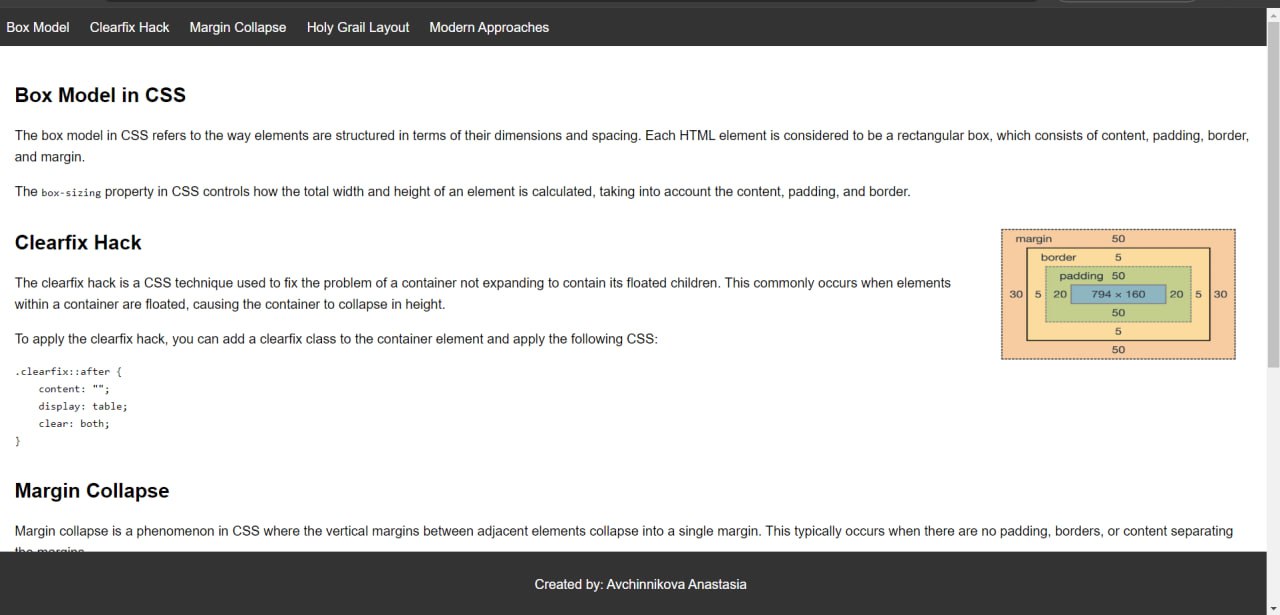 Box Model Clearfix Hack Margin Collapse Holy Grail Layout Modern Approaches
Box Model in CSS
The box model in CSS refers to the way elements are structured in terms of their dimensions and spacing. Each HTML element is considered to be a rectangular box, which consists of content, padding, border,
and margin.
The box-sizing property in CSS controls how the total width and height of an element is calculated, taking into account the content, padding, and border.
Clearfix Hack
The clearfix hack is a CSS technique used to fix the problem of a container not expanding to contain its floated children. This commonly occurs when elements
within a container are floated, causing the container to collapse in height.
To apply the clearfix hack, you can add a clearfix class to the container element and apply the following CSS:
.clearfix::after {
    content: "";
    display: table;
    clear: both;
}
margin 50
border 5
padding 50
30 5 20 794 × 160 20 5 30
50
5
50
Margin Collapse
Margin collapse is a phenomenon in CSS where the vertical margins between adjacent elements collapse into a single margin. This typically occurs when there are no padding, borders, or content separating
the margins.
Created by: Avchinnikova Anastasia